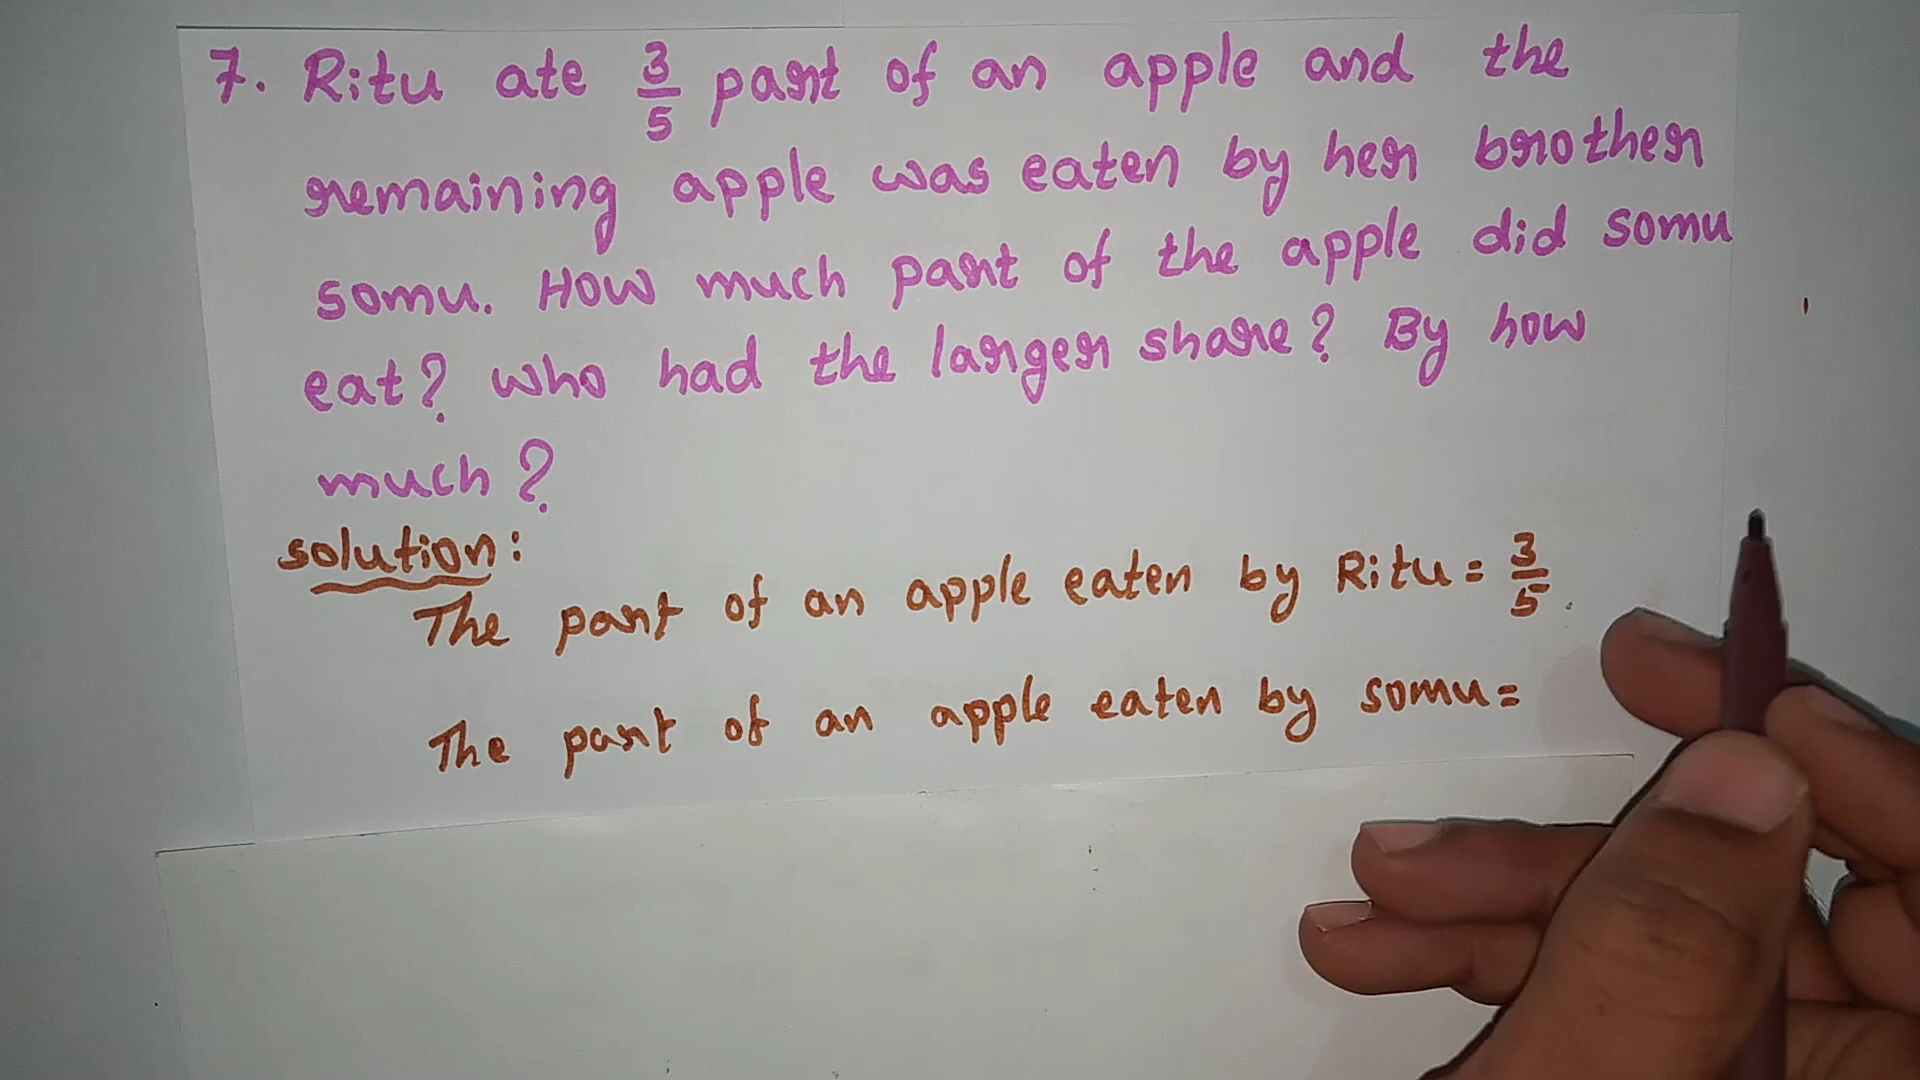 7. Ritu ate 3/5 part of an apple and the
remaining apple was eaten by her brother
somu. How much part of the apple did somu
eat? who had the larger share? By how
much?
solution:
The part of an apple eaten by Ritu = 3/5.
The part of an apple eaten by somu =